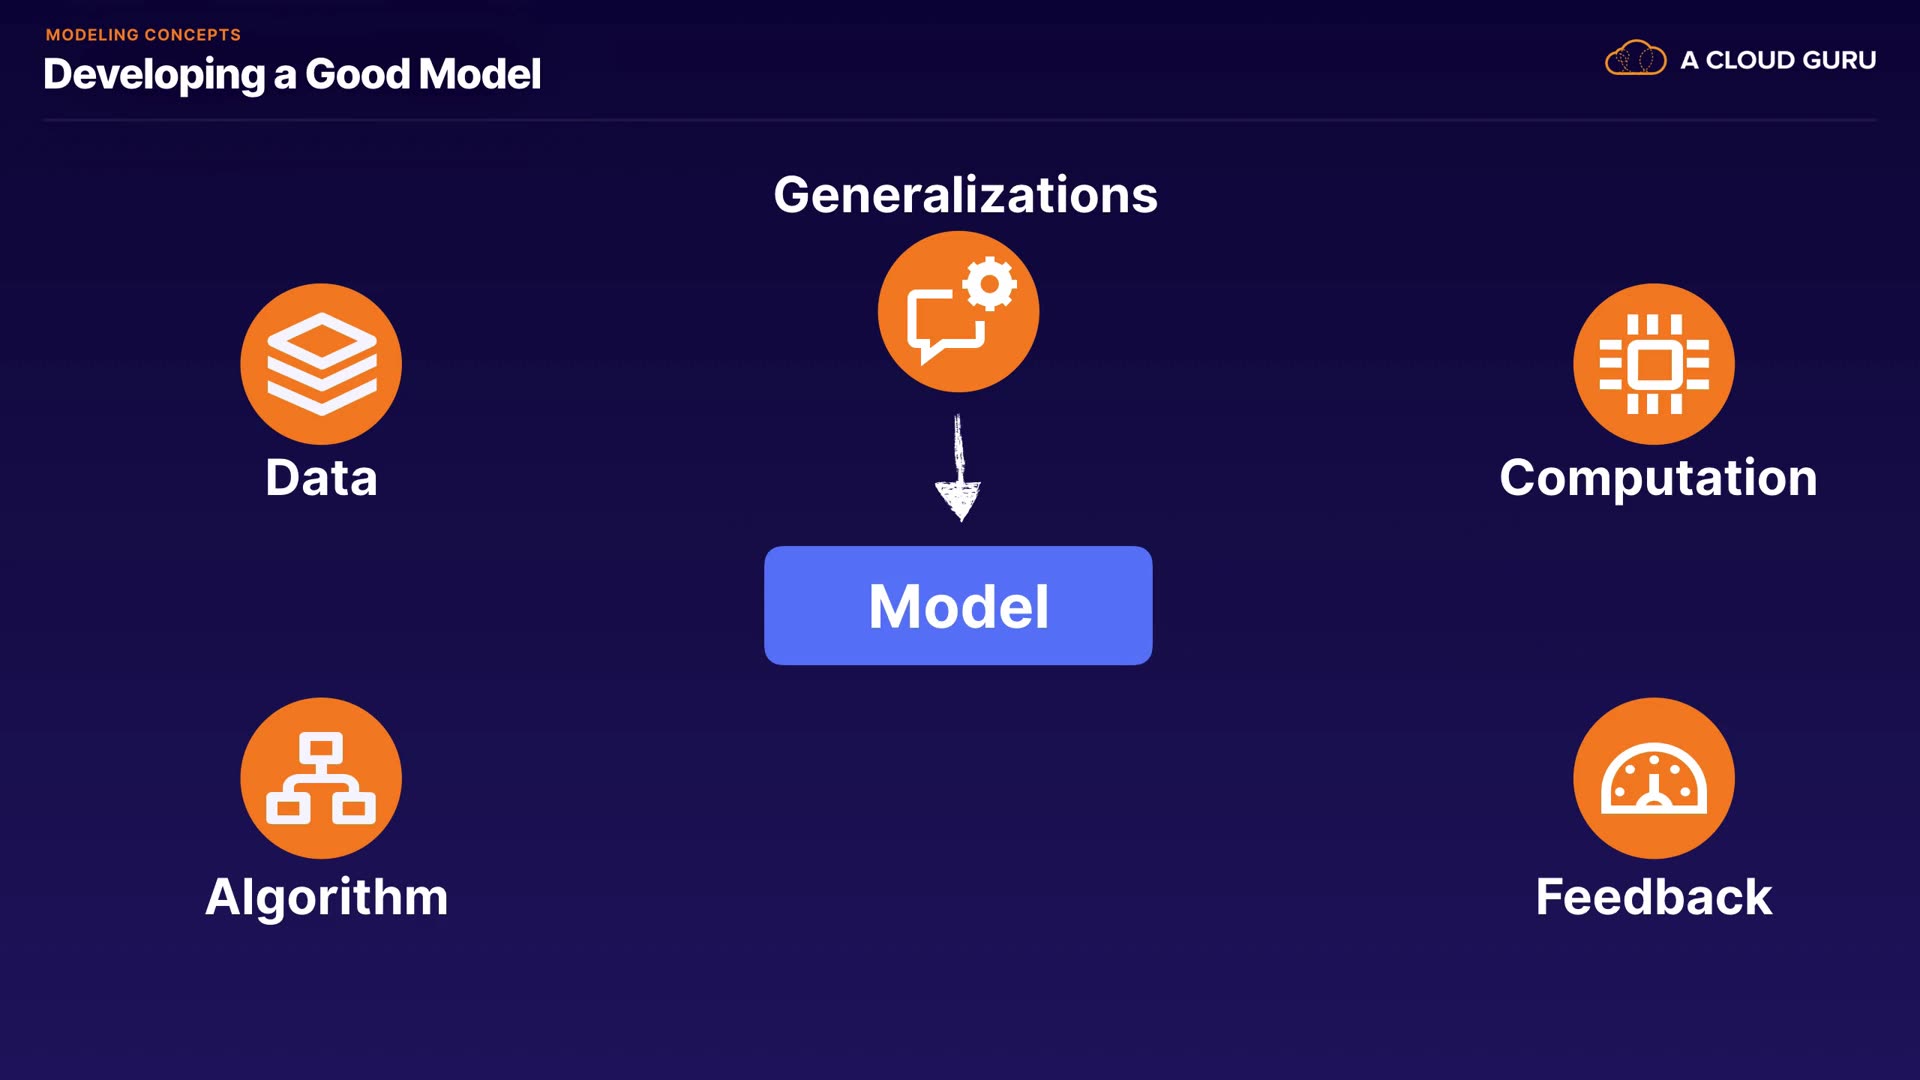 MODELING CONCEPTS
Developing a Good Model
A CLOUD GURU
Generalizations
Data
Computation
Model
Algorithm
Feedback